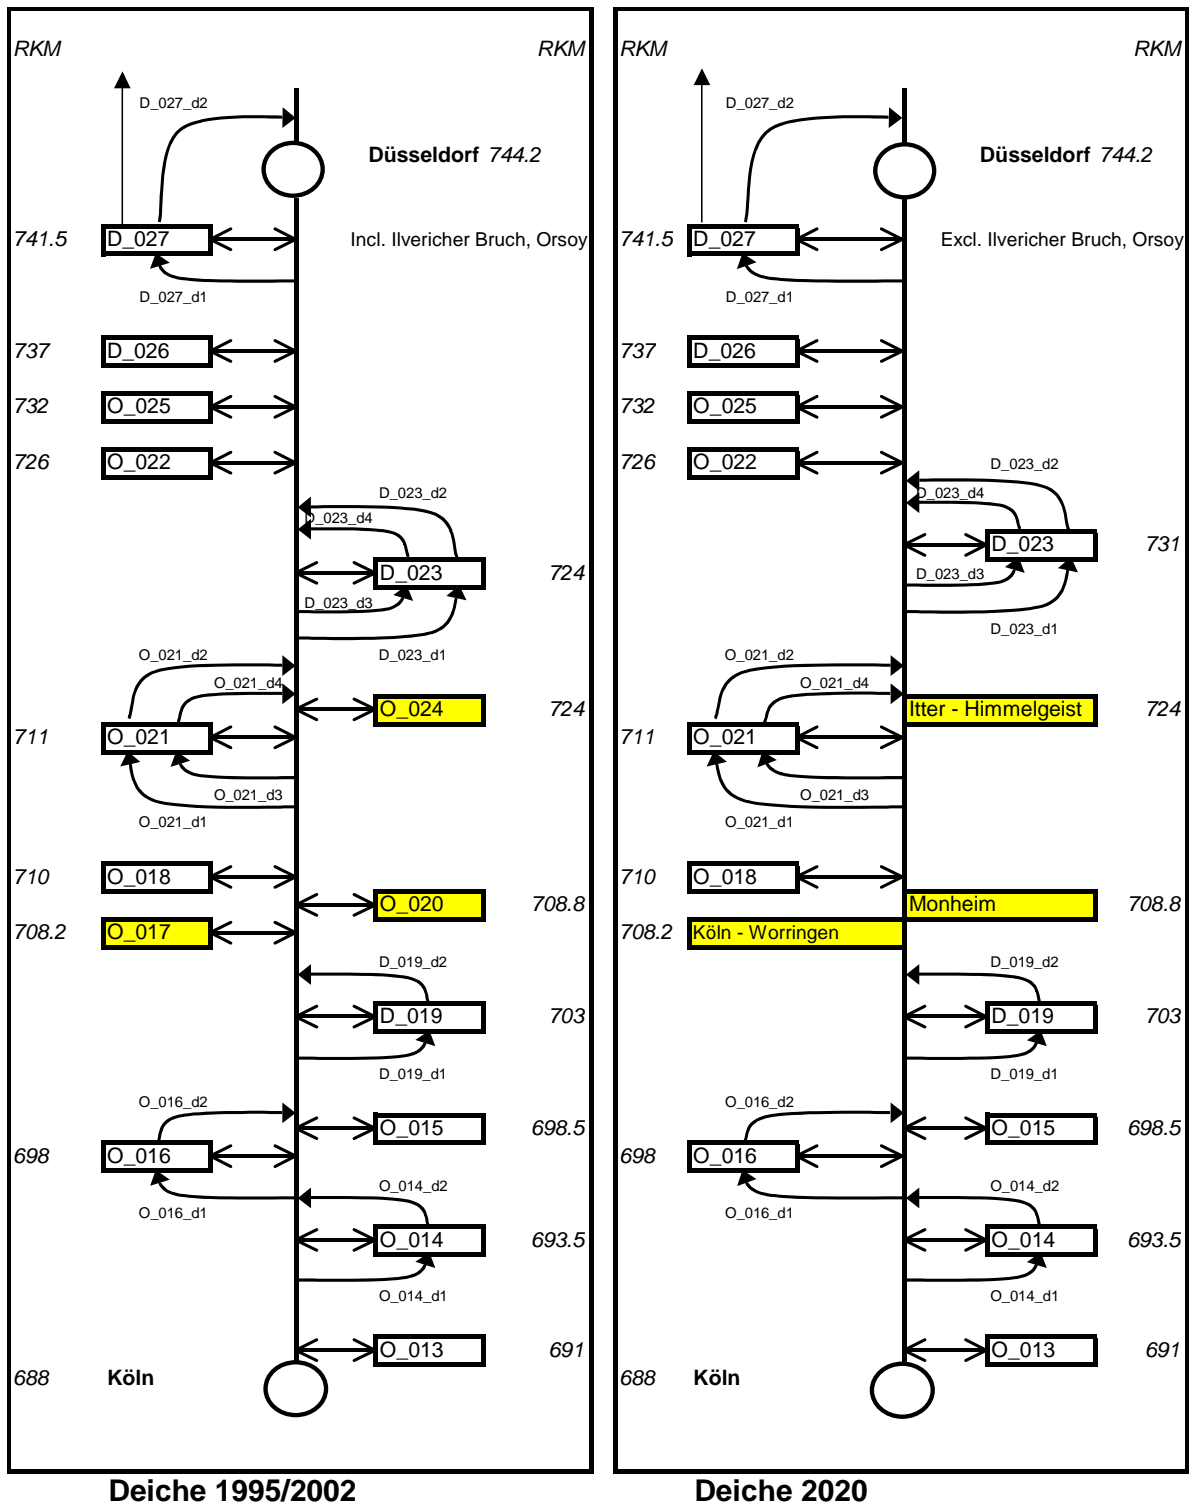 RKM RKM
D_027_d2
Düsseldorf 744.2
741.5 D_027 Incl. Ilvericher Bruch, Orsoy
D_027_d1
737 D_026
732 O_025
726 O_022
D_023_d2
D_023_d4
D_023 724
D_023_d3
D_023_d1
O_021_d2
O_021_d4
O_024 724
711 O_021
O_021_d3
O_021_d1
710 O_018
O_020 708.8
708.2 O_017
D_019_d2
D_019 703
D_019_d1
O_016_d2
O_015 698.5
698 O_016
O_014_d2
O_016_d1
O_014 693.5
O_014_d1
O_013 691
688 Köln
Deiche 1995/2002
RKM RKM
D_027_d2
Düsseldorf 744.2
741.5 D_027 Excl. Ilvericher Bruch, Orsoy
D_027_d1
737 D_026
732 O_025
726 O_022
D_023_d2
D_023_d4
D_023 731
D_023_d3
D_023_d1
O_021_d2
O_021_d4
Itter - Himmelgeist 724
711 O_021
O_021_d3
O_021_d1
710 O_018
Monheim 708.8
708.2 Köln - Worringen
D_019_d2
D_019 703
D_019_d1
O_016_d2
O_015 698.5
698 O_016
O_014_d2
O_016_d1
O_014 693.5
O_014_d1
O_013 691
688 Köln
Deiche 2020